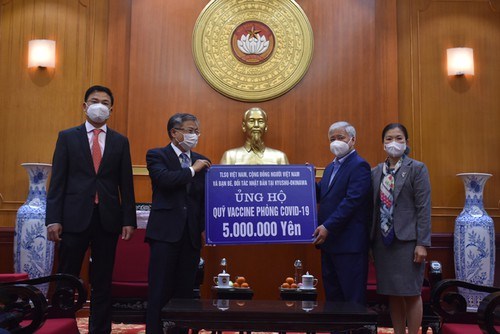 TLSQ VIỆT NAM, CỘNG ĐỒNG NGƯỜI VIỆT NAM
VÀ BẠN BÈ, ĐỐI TÁC NHẬT BẢN TẠI KYUSHU-OKINAWA
ỦNG HỘ
QUỸ VACCINE PHÒNG COVID-19
5.000.000 Yên